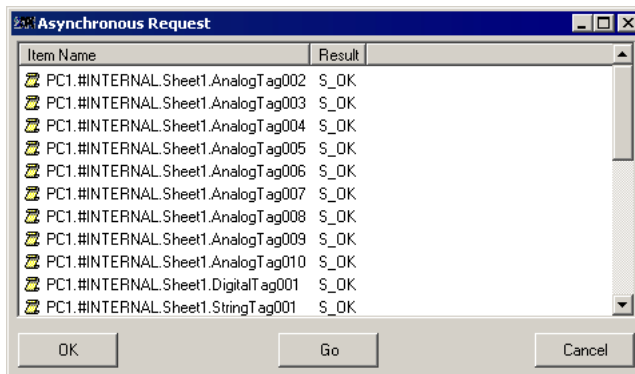 Asynchronous Request
Item Name Result
PC1.#INTERNAL.Sheet1.AnalogTag002 S_OK
PC1.#INTERNAL.Sheet1.AnalogTag003 S_OK
PC1.#INTERNAL.Sheet1.AnalogTag004 S_OK
PC1.#INTERNAL.Sheet1.AnalogTag005 S_OK
PC1.#INTERNAL.Sheet1.AnalogTag006 S_OK
PC1.#INTERNAL.Sheet1.AnalogTag007 S_OK
PC1.#INTERNAL.Sheet1.AnalogTag008 S_OK
PC1.#INTERNAL.Sheet1.AnalogTag009 S_OK
PC1.#INTERNAL.Sheet1.AnalogTag010 S_OK
PC1.#INTERNAL.Sheet1.DigitalTag001 S_OK
PC1.#INTERNAL.Sheet1.StringTag001 S_OK
OK Go Cancel